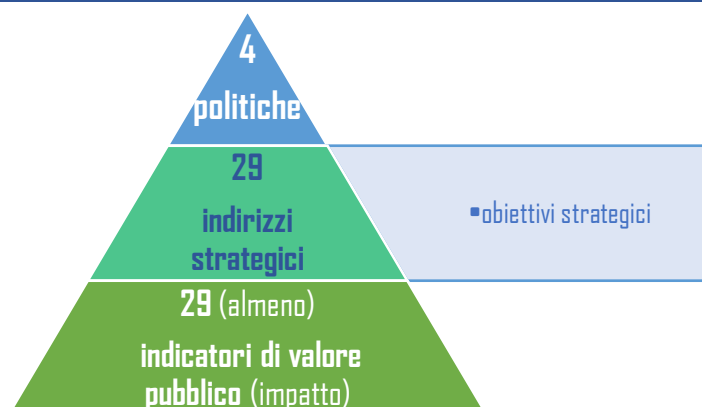 4
politiche
29
indirizzi
strategici
▪obiettivi strategici
29 (almeno)
indicatori di valore
pubblico (impatto)